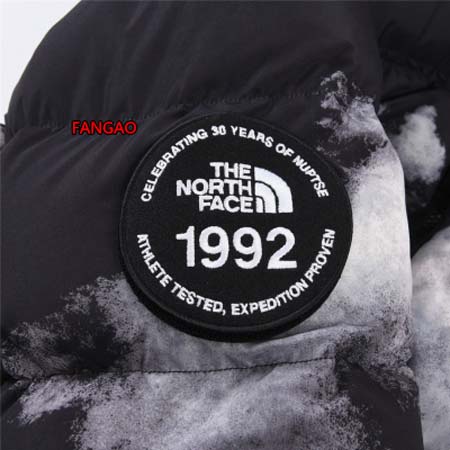 FANGAO
CELEBRATING 30 YEARS OF NUPTSE
THE
NORTH
FACE
1992
ATHLETE TESTED, EXPEDITION PROVEN